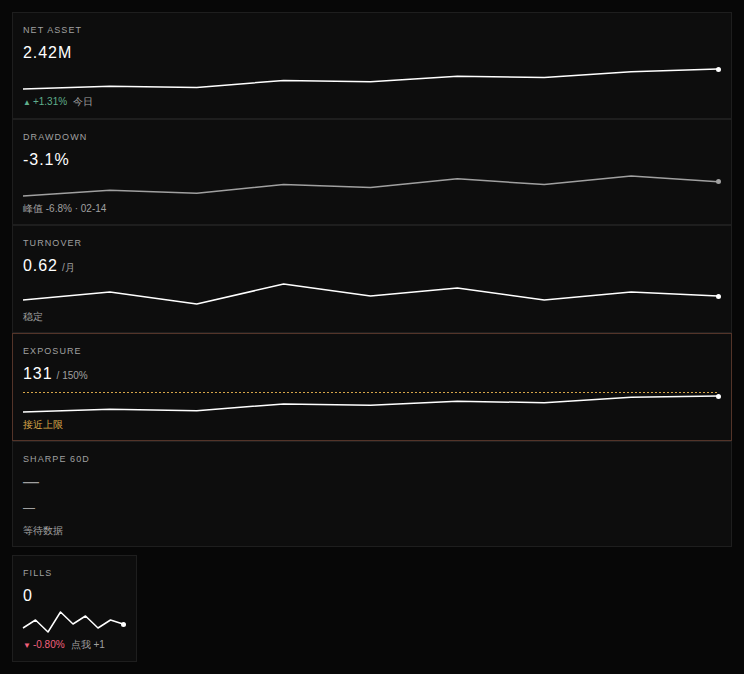 NET ASSET
2.42M
▲ +1.31% 今日
DRAWDOWN
-3.1%
峰值 -6.8% · 02-14
TURNOVER
0.62 /月
稳定
EXPOSURE
131 / 150%
接近上限
SHARPE 60D
—
—
等待数据
FILLS
0
▼ -0.80% 点我 +1